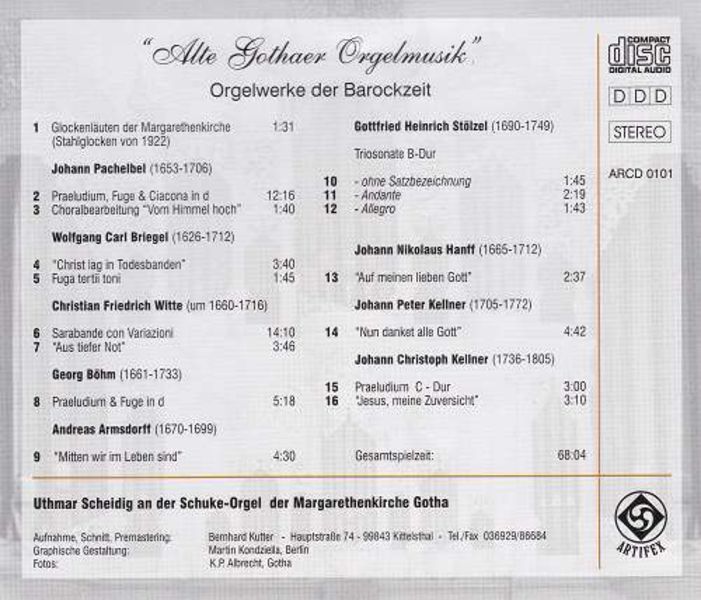 "Alte Gothaer Orgelmusik"
Orgelwerke der Barockzeit
1 Glockenläuten der Margarethenkirche 1:31
(Stahlglocken von 1922)
Johann Pachelbel (1653-1706)
2 Praeludium, Fuge & Ciacona in d 12:16
3 Choralbearbeitung "Vom Himmel hoch" 1:40
Wolfgang Carl Briegel (1626-1712)
4 "Christ lag in Todesbanden" 3:40
5 Fuga tertii toni 1:45
Christian Friedrich Witte (um 1660-1716)
6 Sarabande con Variazioni 14:10
7 "Aus tiefer Not" 3:46
Georg Böhm (1661-1733)
8 Praeludium & Fuge in d 5:18
Andreas Armsdorff (1670-1699)
9 "Mitten wir im Leben sind" 4:30
Gottfried Heinrich Stölzel (1690-1749)
Triosonate B-Dur
10 - ohne Satzbezeichnung 1:45
11 - Andante 2:19
12 - Allegro 1:43
Johann Nikolaus Hanff (1665-1712)
13 "Auf meinen lieben Gott" 2:37
Johann Peter Kellner (1705-1772)
14 "Nun danket alle Gott" 4:42
Johann Christoph Kellner (1736-1805)
15 Praeludium C - Dur 3:00
16 "Jesus, meine Zuversicht" 3:10
Gesamtspielzeit: 68:04
COMPACT
disc
DIGITAL AUDIO
D D D
STEREO
ARCD 0101
Uthmar Scheidig an der Schuke-Orgel der Margarethenkirche Gotha
Aufnahme, Schnitt, Premastering: Bernhard Kutter - Hauptstraße 74 - 99843 Kittelsthal - Tel./Fax 036929/86684
Graphische Gestaltung: Martin Kondziella, Berlin
Fotos: K.P. Albrecht, Gotha
ARTIFEX